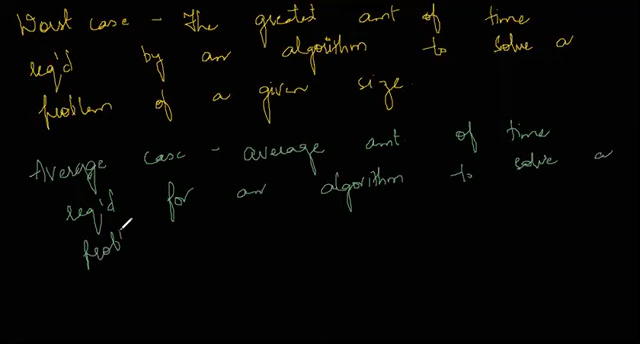 Worst case - The greatest amt of time
req'd by an algorithm to solve a
problem of a given size.
Average case - average amt. of time
req'd for an algorithm to solve a
prob